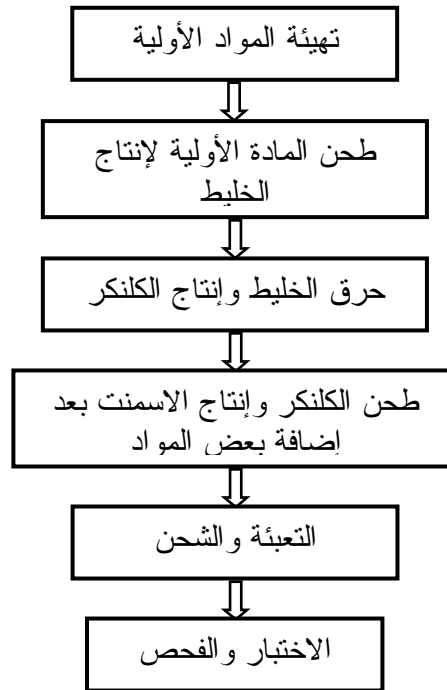 تهيئة المواد الأولية
طحن المادة الأولية لإنتاج
الخليط
حرق الخليط وإنتاج الكلنكر
طحن الكلنكر وإنتاج الاسمنت بعد
إضافة بعض المواد
التعبئة والشحن
الاختبار والفحص